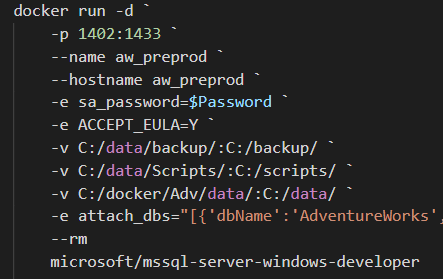 docker run -d `
-p 1402:1433 `
--name aw_preprod `
--hostname aw_preprod `
-e sa_password=$Password `
-e ACCEPT_EULA=Y `
-v C:/data/backup/:C:/backup/ `
-v C:/data/Scripts/:C:/scripts/ `
-v C:/docker/Adv/data/:C:/data/ `
-e attach_dbs="[{'dbName':'AdventureWorks',
--rm
microsoft/mssql-server-windows-developer